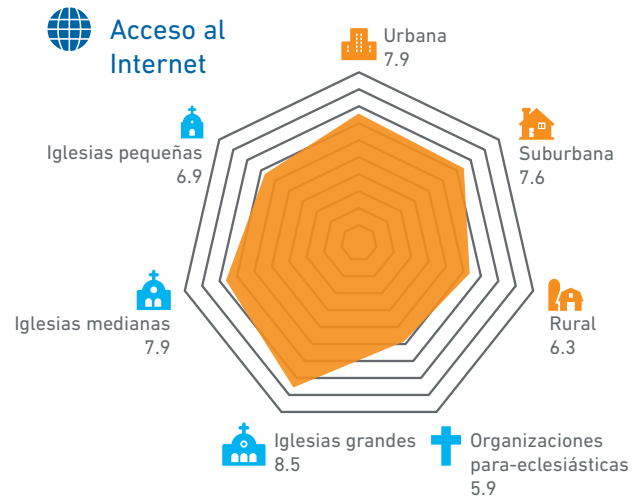 Acceso al
Internet
Urbana
7.9
Suburbana
7.6
Rural
6.3
Organizaciones
para-eclesiásticas
5.9
Iglesias grandes
8.5
Iglesias medianas
7.9
Iglesias pequeñas
6.9